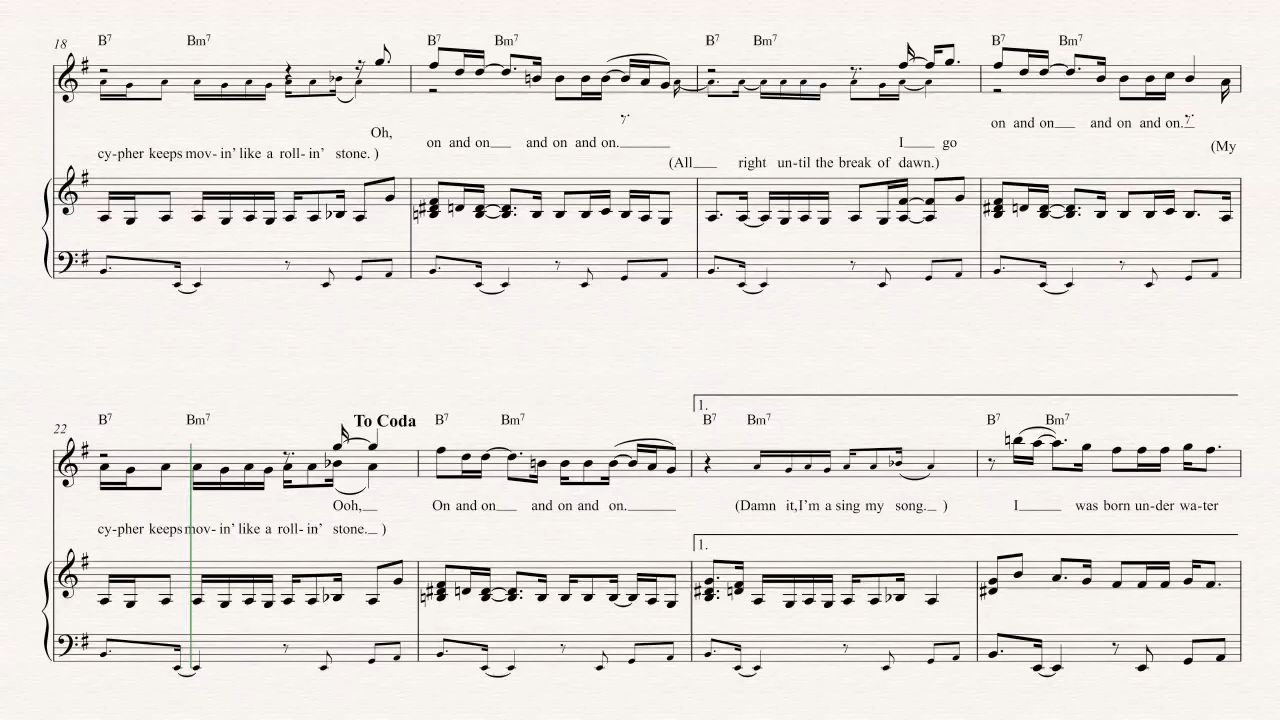 18 B7 Bm7 B7 Bm7 B7 Bm7 B7 Bm7
Oh, on and on___ and on and on.___ I___ go on and on___ and on and on.__
cy-pher keeps mov- in' like a roll- in' stone. ) (All___ right un-til the break of dawn.) (My
22 B7 Bm7 To Coda B7 Bm7 1. B7 Bm7 B7 Bm7
Ooh,__ On and on___ and on and on.___ (Damn it,I'm a sing my song.__ ) I___ was born un-der wa-ter
cy-pher keeps mov- in' like a roll- in' stone.__ )
1.